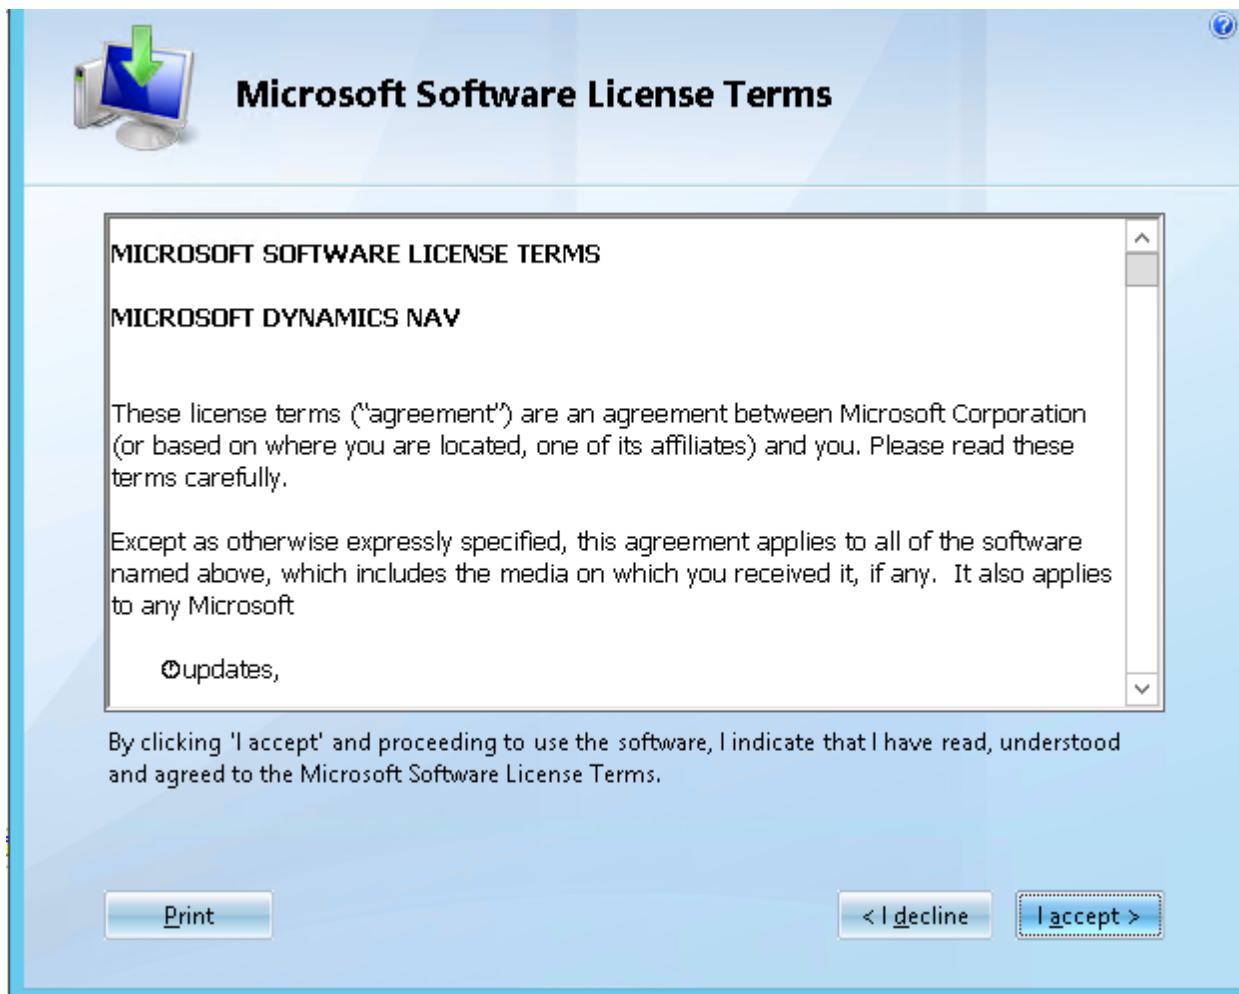 Microsoft Software License Terms
MICROSOFT SOFTWARE LICENSE TERMS
MICROSOFT DYNAMICS NAV
These license terms ("agreement") are an agreement between Microsoft Corporation
(or based on where you are located, one of its affiliates) and you. Please read these
terms carefully.
Except as otherwise expressly specified, this agreement applies to all of the software
named above, which includes the media on which you received it, if any.  It also applies
to any Microsoft
updates,
By clicking 'I accept' and proceeding to use the software, I indicate that I have read, understood
and agreed to the Microsoft Software License Terms.
Print
< I decline
I accept >